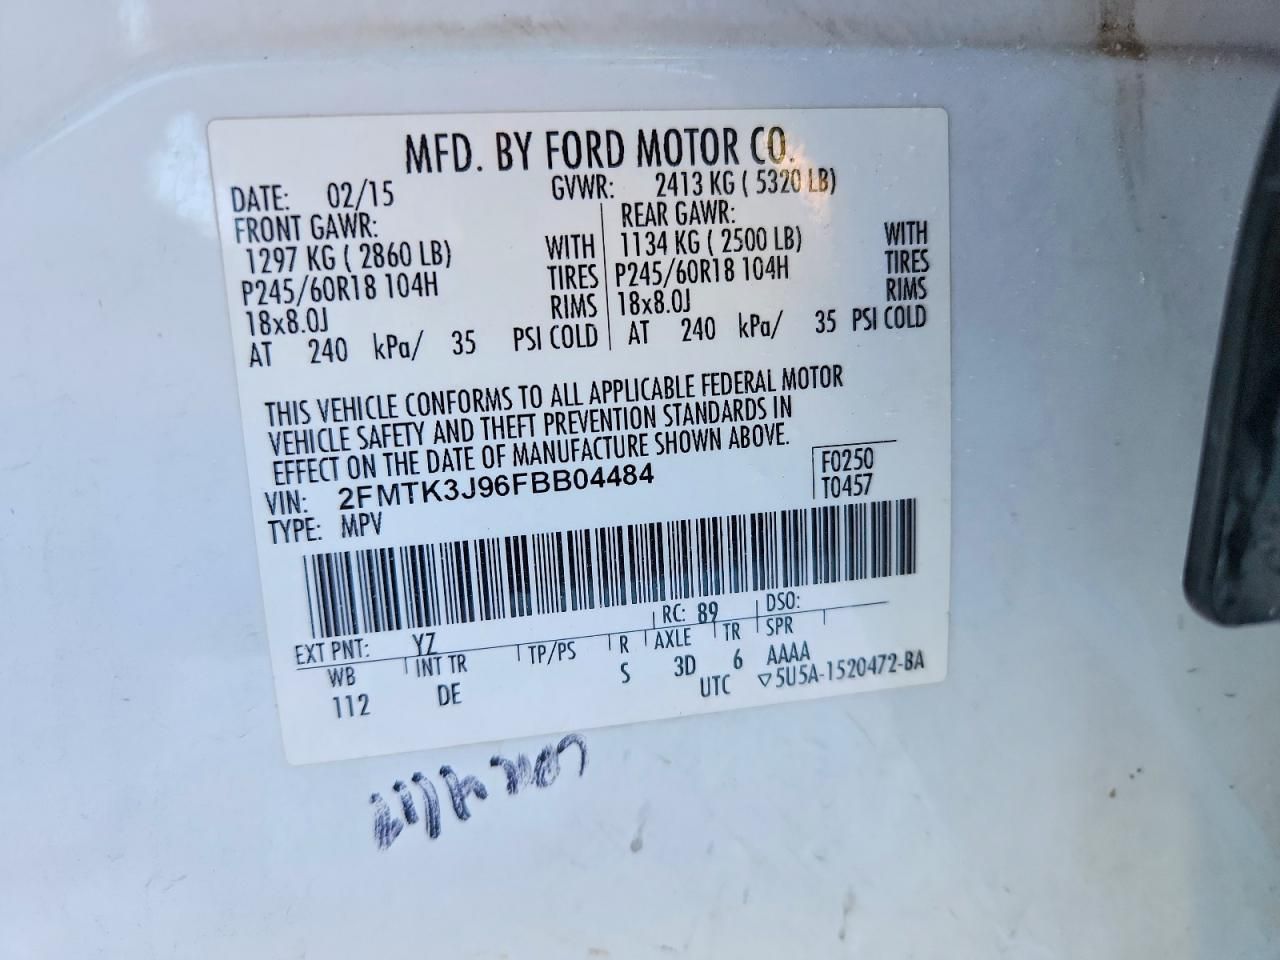 MFD. BY FORD MOTOR CO.
DATE: 02/15 GVWR: 2413 KG ( 5320 LB)
FRONT GAWR: REAR GAWR:
1297 KG ( 2860 LB) WITH 1134 KG ( 2500 LB) WITH
P245/60R18 104H TIRES P245/60R18 104H TIRES
18x8.0J RIMS 18x8.0J RIMS
AT 240 kPa/ 35 PSI COLD AT 240 kPa/ 35 PSI COLD
THIS VEHICLE CONFORMS TO ALL APPLICABLE FEDERAL MOTOR
VEHICLE SAFETY AND THEFT PREVENTION STANDARDS IN
EFFECT ON THE DATE OF MANUFACTURE SHOWN ABOVE.
VIN: 2FMTK3J96FBB04484 F0250
TYPE: MPV T0457
EXT PNT: YZ RC: 89 DSO:
WB INT TR TP/PS R AXLE TR SPR
112 DE S 3D 6 AAAA
UTC ▽5U5A-1520472-BA